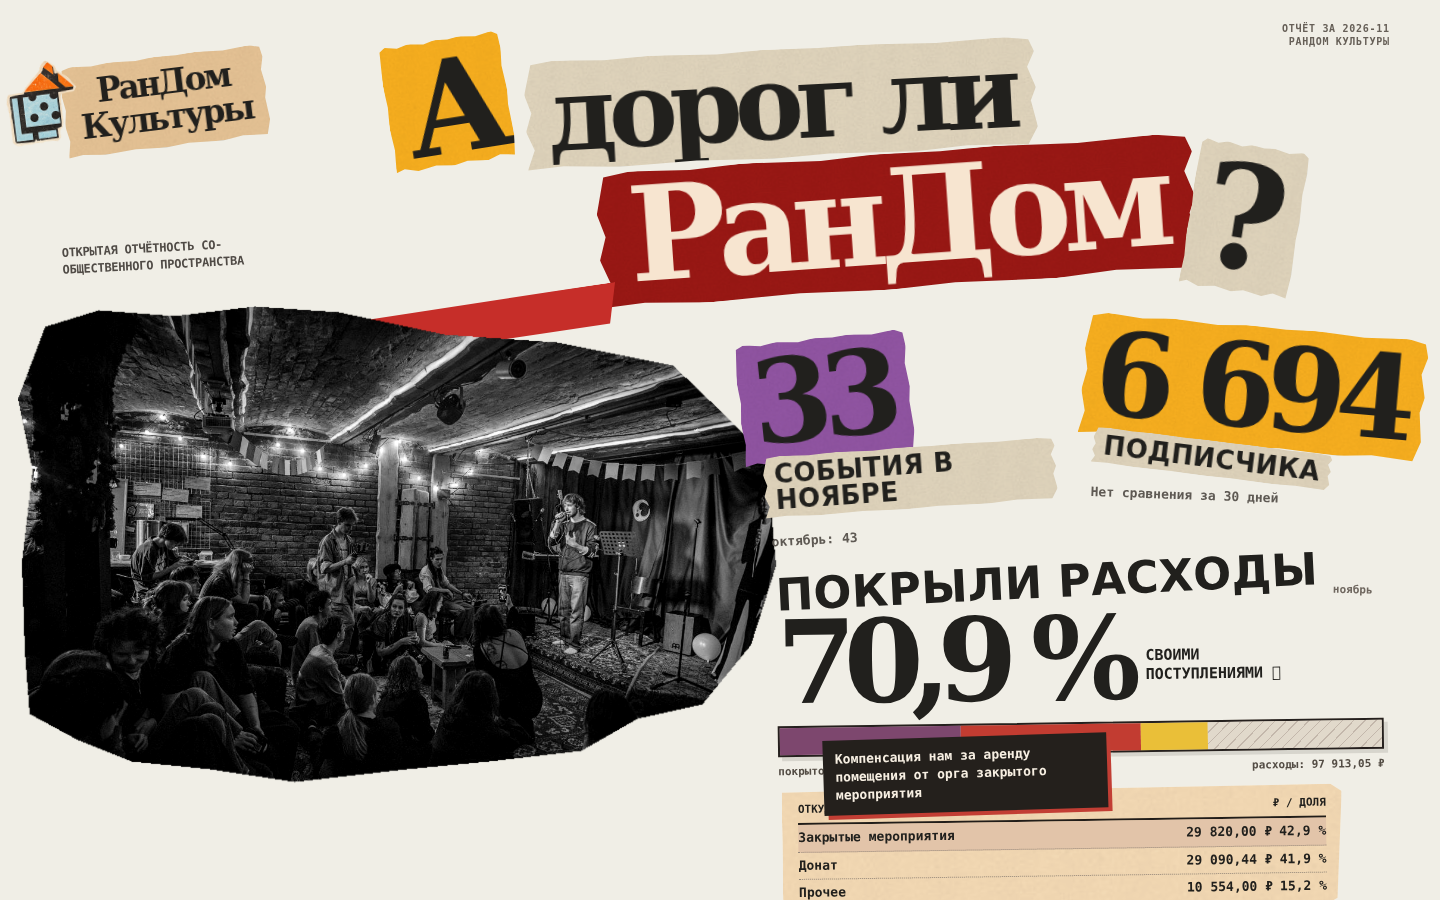 ОТЧЁТ ЗА 2026-11
РАНДОМ КУЛЬТУРЫ
РанДом
Культуры
А дорог ли
РанДом?
ОТКРЫТАЯ ОТЧЁТНОСТЬ СО-
ОБЩЕСТВЕННОГО ПРОСТРАНСТВА
33
СОБЫТИЯ В
НОЯБРЕ
октябрь: 43
6 694
ПОДПИСЧИКА
Нет сравнения за 30 дней
ПОКРЫЛИ РАСХОДЫ
ноябрь
70,9 %
СВОИМИ
ПОСТУПЛЕНИЯМИ
Компенсация нам за аренду
помещения от орга закрытого
мероприятия
покрыто
расходы: 97 913,05 ₽
ОТКУ
₽ / ДОЛЯ
Закрытые мероприятия 29 820,00 ₽ 42,9 %
Донат 29 090,44 ₽ 41,9 %
Прочее 10 554,00 ₽ 15,2 %